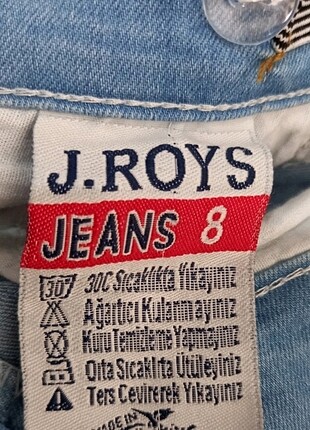 J.ROYS
JEANS 8
30° 30C Sıcaklıkta Yıkayınız
Ağartıcı Kullanmayınız
Kuru Temizleme Yapmayınız
Orta Sıcaklıkta Ütüleyiniz
Ters Çevirerek Yıkayınız
MADE IN